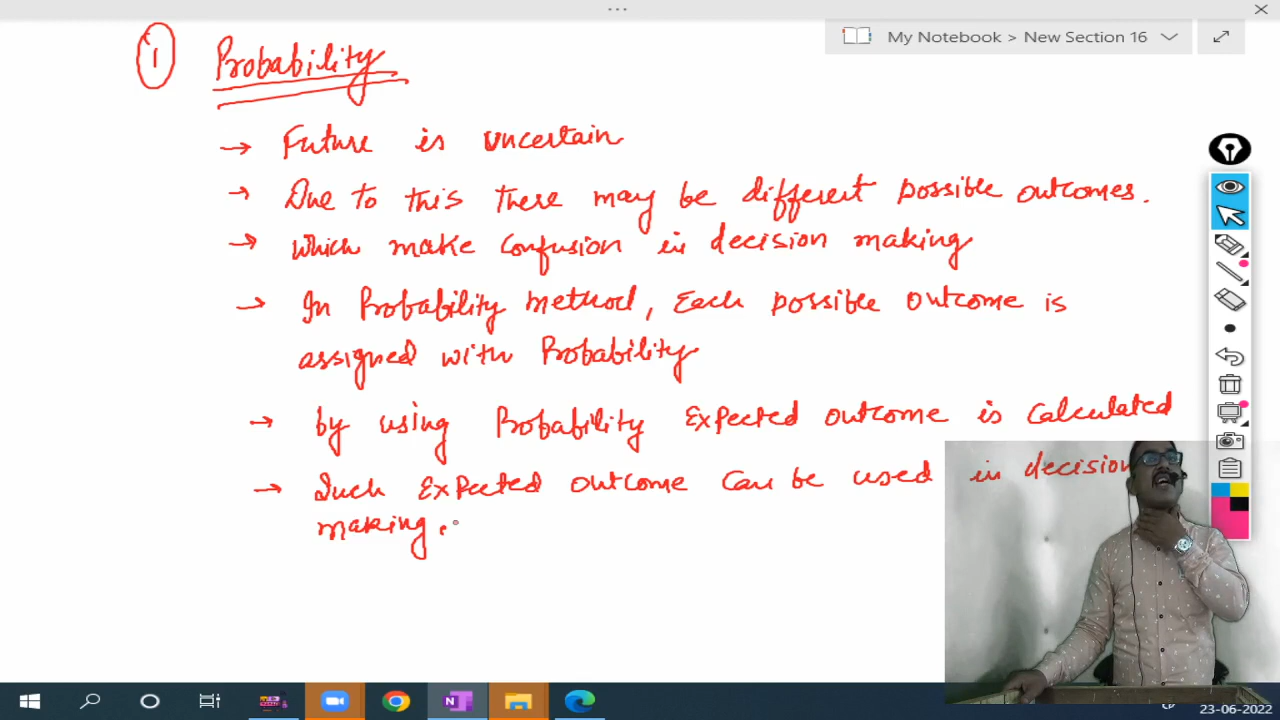 My Notebook > New Section 16
1 Probability
→ Future is uncertain
→ Due to this there may be different possible outcomes.
→ which make confusion in decision making
→ In Probability method, Each possible outcome is
assigned with Probability
→ by using Probability Expected outcome is calculated
→ Such Expected outcome can be used in decision
making.
23-06-2022